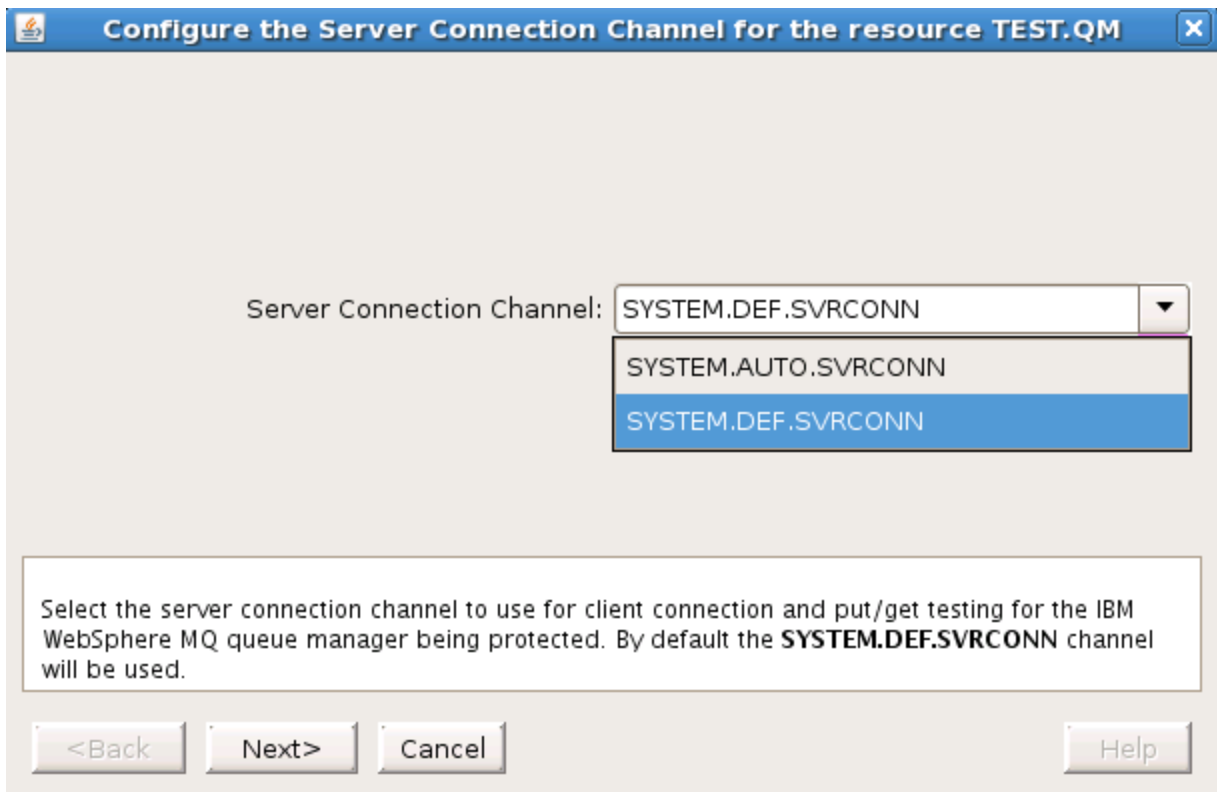 Configure the Server Connection Channel for the resource TEST.QM
Server Connection Channel: SYSTEM.DEF.SVRCONN
SYSTEM.AUTO.SVRCONN
SYSTEM.DEF.SVRCONN
Select the server connection channel to use for client connection and put/get testing for the IBM
WebSphere MQ queue manager being protected. By default the SYSTEM.DEF.SVRCONN channel
will be used.
<Back Next> Cancel Help